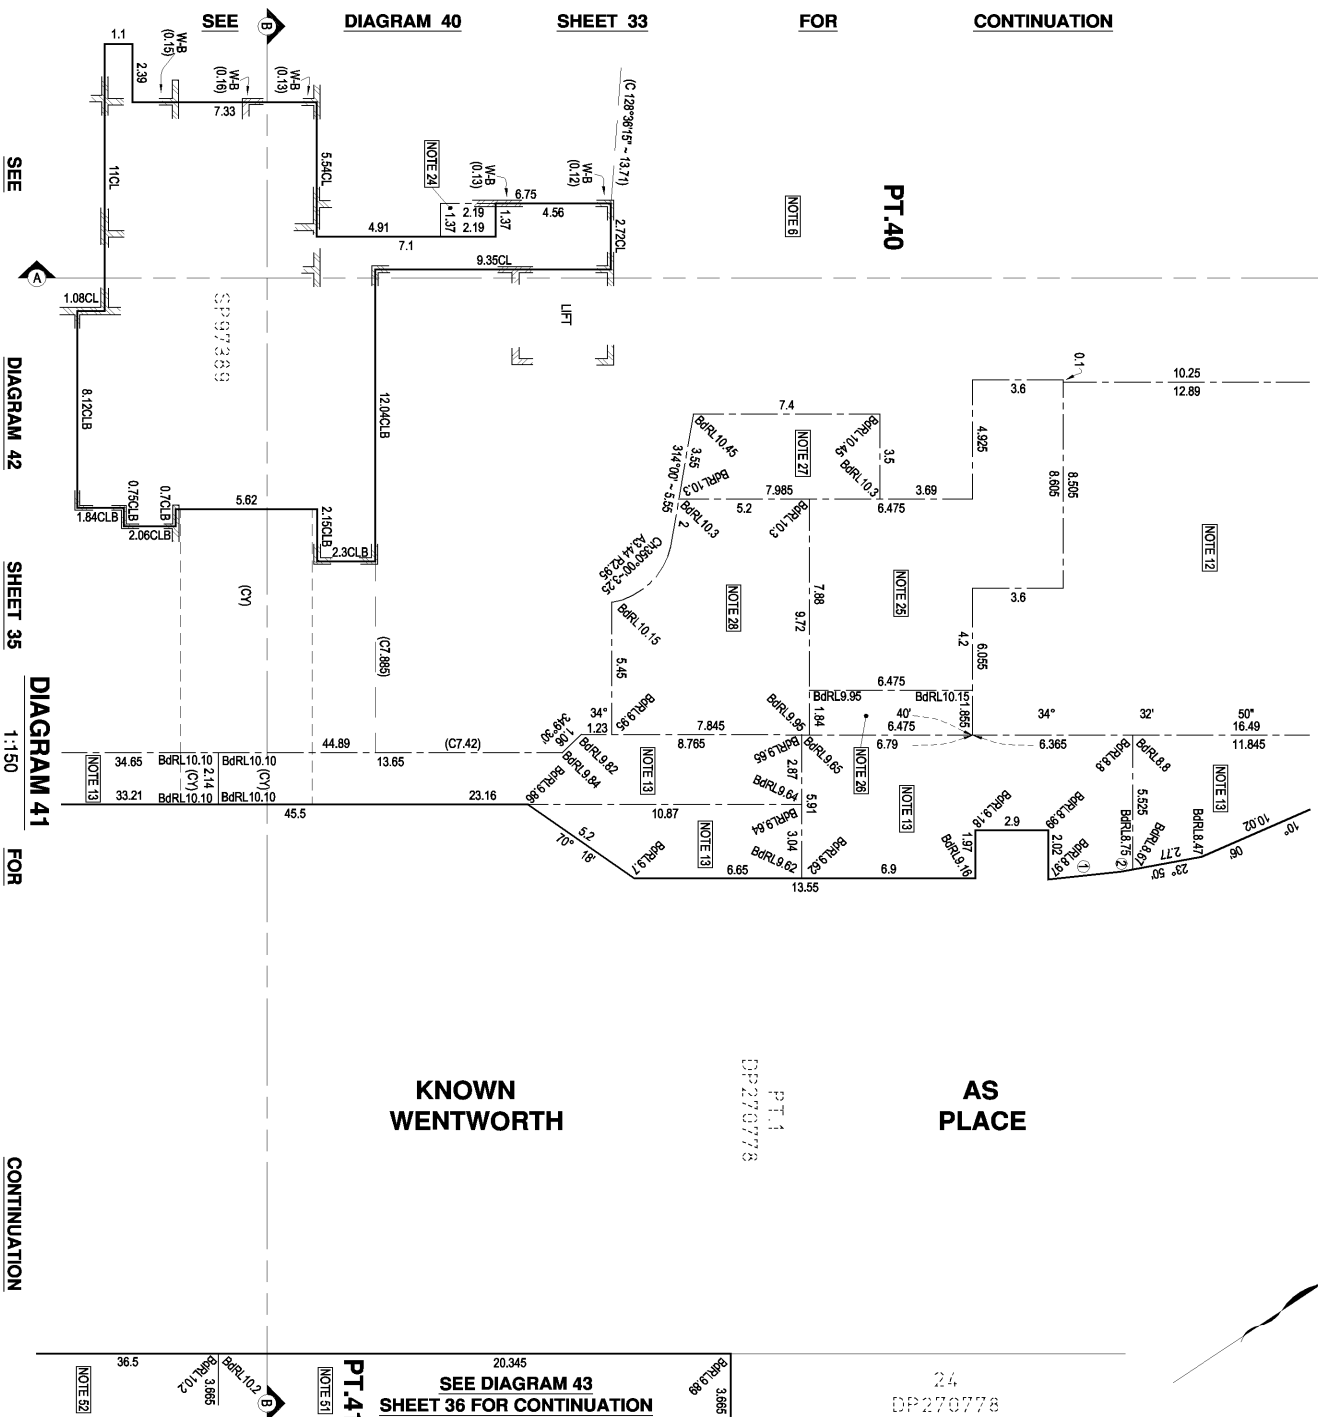 SEE DIAGRAM 40 SHEET 33 FOR CONTINUATION
B
1.1
2.39
W-B
(0.15)
W-B
(0.16)
W-B
(0.13)
7.33
11CL
5.54CL
NOTE 24
W-B
(0.13)
W-B
(0.12)
(C 128°36'15" ~ 13.71)
6.75
4.56
2.19
2.19
1.37
1.37
4.91
7.1
2.72CL
9.35CL
NOTE 6
PT.40
A
1.08CL
SP97389
LIFT
8.12CLB
12.04CLB
0.75CLB
0.7CLB
1.84CLB
2.06CLB
5.62
2.15CLB
2.3CLB
(CY)
(C7.885)
0.1
10.25
12.89
3.6
4.925
8.505
8.605
3.6
7.4
BdRL10.45
BdRL10.45
NOTE 27
3.5
3.55
314°00' ~ 5.55
BdRL10.3
BdRL10.3
7.985
5.2
3.69
6.475
BdRL10.3
BdRL10.3
2
Ch350°00'~3.25
A3.44 R2.95
BdRL10.15
NOTE 28
7.88
9.72
NOTE 25
NOTE 12
4.2
6.055
5.45
6.475
BdRL9.95
BdRL10.15
1.84
1.855
BdRL9.95
BdRL9.95
34°
1.23
7.845
8.765
40'
6.475
6.79
34°
32'
50"
16.49
6.365
11.845
349°30'
1.06
BdRL9.82
BdRL9.84
BdRL9.86
NOTE 13
BdRL9.65
BdRL9.65
2.87
BdRL9.64
5.91
BdRL9.64
3.04
BdRL9.62
BdRL9.62
NOTE 26
NOTE 13
BdRL8.8
BdRL8.8
5.525
NOTE 13
44.89
(C7.42)
13.65
34.65
BdRL10.10
BdRL10.10
2.14
(CY)
(CY)
NOTE 13
33.21
BdRL10.10
BdRL10.10
23.16
45.5
10.87
5.2
70° 18'
BdRL9.7
NOTE 13
6.65
6.9
13.55
BdRL9.18
2.9
1.97
BdRL9.16
BdRL8.99
2.02
BdRL8.97
1
2
BdRL8.75
BdRL8.67
BdRL8.47
2.77
23° 50'
10.02
10° 06'
SEE DIAGRAM 42 SHEET 35 FOR CONTINUATION
DIAGRAM 41
1:150
KNOWN AS
WENTWORTH PLACE
PT.1
DP270778
36.5
BdRL10.2
BdRL10.2
3.665
NOTE 52
B
NOTE 51
PT.41
20.345
SEE DIAGRAM 43
SHEET 36 FOR CONTINUATION
BdRL9.89
3.665
24
DP270778